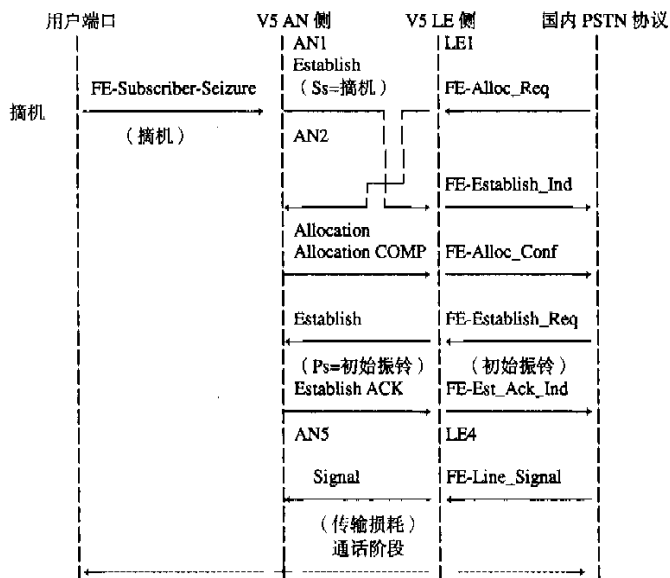 用户端口 V5 AN 侧 V5 LE 侧 国内 PSTN 协议
AN1 LE1
Establish
FE-Subscriber-Seizure （Ss=摘机） FE-Alloc_Req
摘机
（摘机） AN2
FE-Establish_Ind
Allocation
Allocation COMP FE-Alloc_Conf
Establish FE-Establish_Req
（Ps=初始振铃） （初始振铃）
Establish ACK FE-Est_Ack_Ind
AN5 LE4
Signal FE-Line_Signal
（传输损耗）
通话阶段